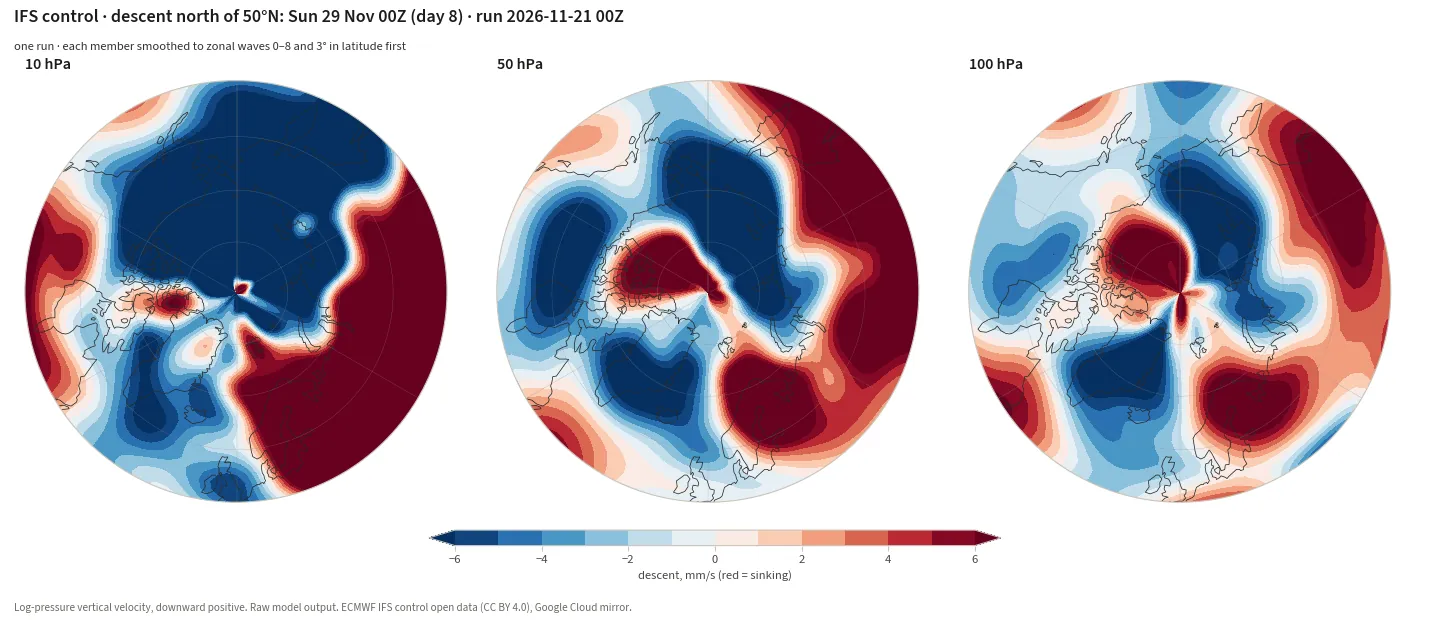 IFS control · descent north of 50°N: Sun 29 Nov 00Z (day 8) · run 2026-11-21 00Z
one run · each member smoothed to zonal waves 0–8 and 3° in latitude first
10 hPa
50 hPa
100 hPa
−6 −4 −2 0 2 4 6
descent, mm/s (red = sinking)
Log-pressure vertical velocity, downward positive. Raw model output. ECMWF IFS control open data (CC BY 4.0), Google Cloud mirror.